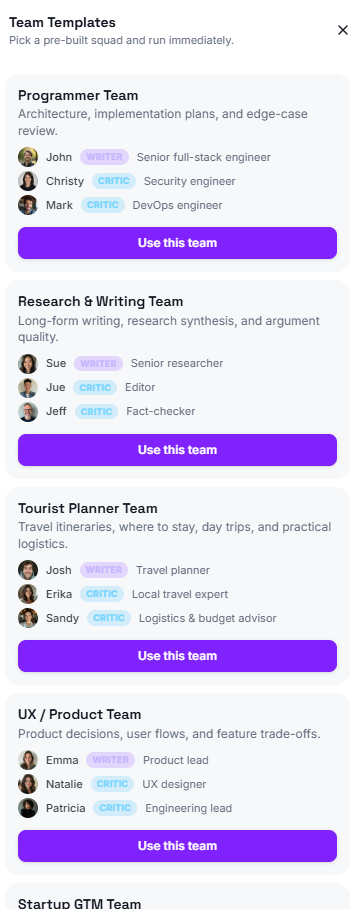 Team Templates
Pick a pre-built squad and run immediately.
Programmer Team
Architecture, implementation plans, and edge-case
review.
John WRITER Senior full-stack engineer
Christy CRITIC Security engineer
Mark CRITIC DevOps engineer
Use this team
Research & Writing Team
Long-form writing, research synthesis, and argument
quality.
Sue WRITER Senior researcher
Jue CRITIC Editor
Jeff CRITIC Fact-checker
Use this team
Tourist Planner Team
Travel itineraries, where to stay, day trips, and practical
logistics.
Josh WRITER Travel planner
Erika CRITIC Local travel expert
Sandy CRITIC Logistics & budget advisor
Use this team
UX / Product Team
Product decisions, user flows, and feature trade-offs.
Emma WRITER Product lead
Natalie CRITIC UX designer
Patricia CRITIC Engineering lead
Use this team
Startup GTM Team